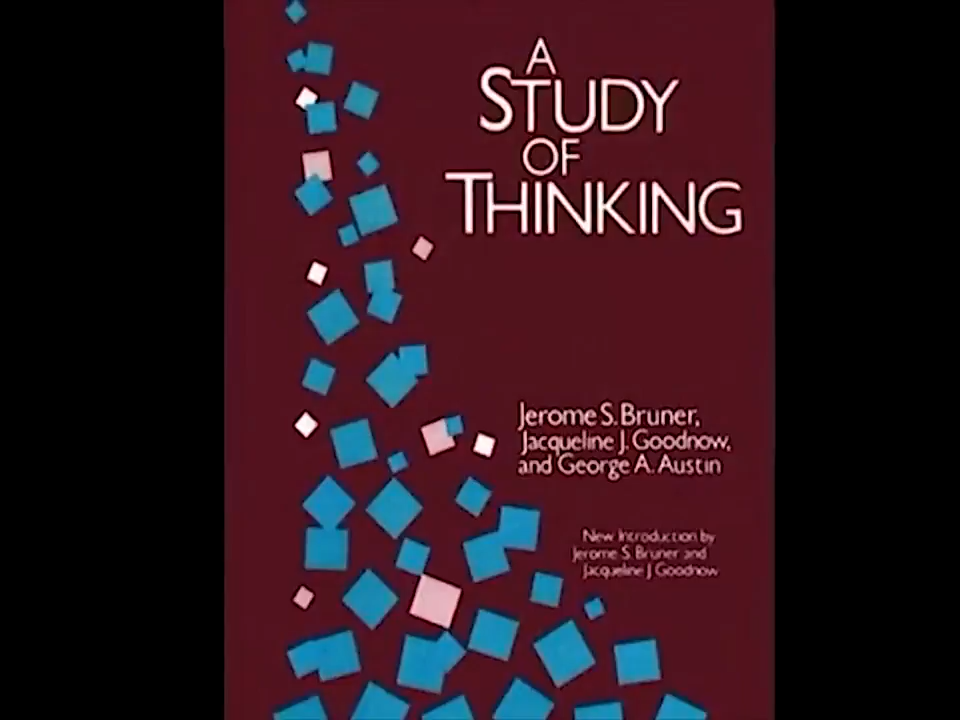 A
STUDY
OF
THINKING
Jerome S. Bruner,
Jacqueline J. Goodnow,
and George A. Austin
New Introduction by
Jerome S. Bruner and
Jacqueline J Goodnow